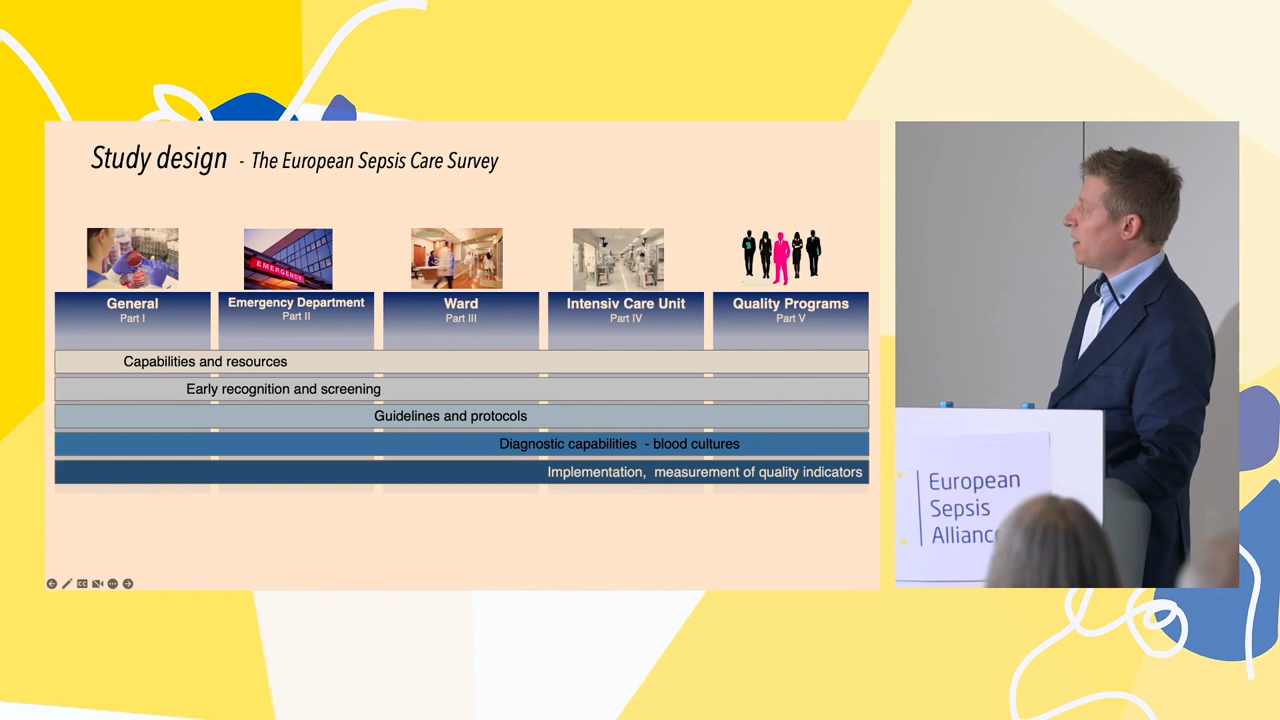 Study design - The European Sepsis Care Survey
EMERGENCY
General
Part I
Emergency Department
Part II
Ward
Part III
Intensiv Care Unit
Part IV
Quality Programs
Part V
Capabilities and resources
Early recognition and screening
Guidelines and protocols
Diagnostic capabilities - blood cultures
Implementation, measurement of quality indicators
European
Sepsis
Alliance